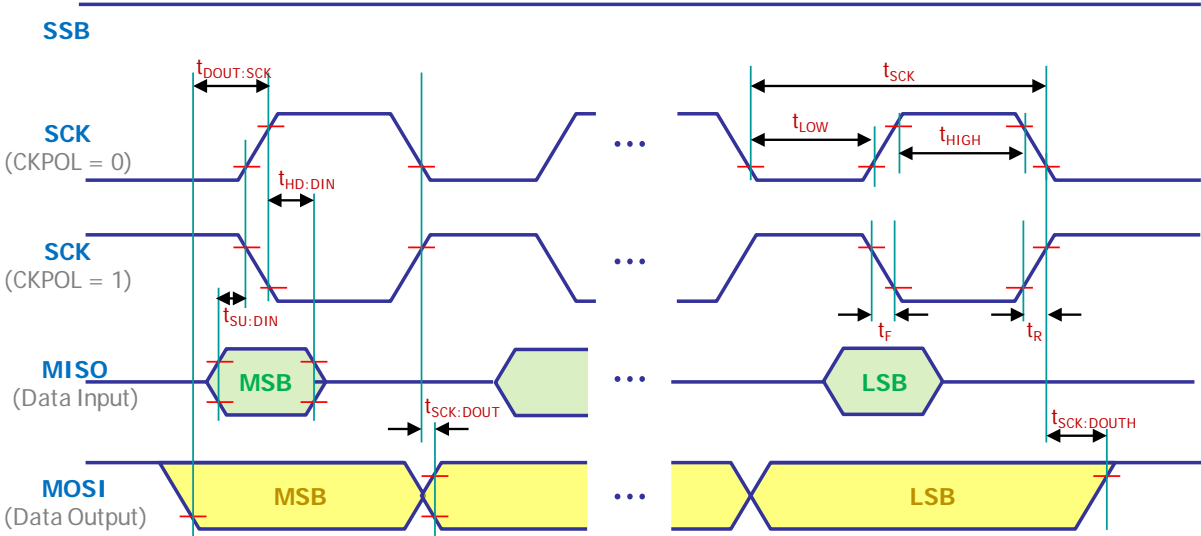 SSB
tDOUT:SCK
tSCK
SCK
(CKPOL = 0)
tLOW
tHIGH
...
tHD:DIN
SCK
(CKPOL = 1)
...
tSU:DIN
tF
tR
MISO
(Data Input)
MSB
...
LSB
tSCK:DOUT
tSCK:DOUTH
MOSI
(Data Output)
MSB
...
LSB